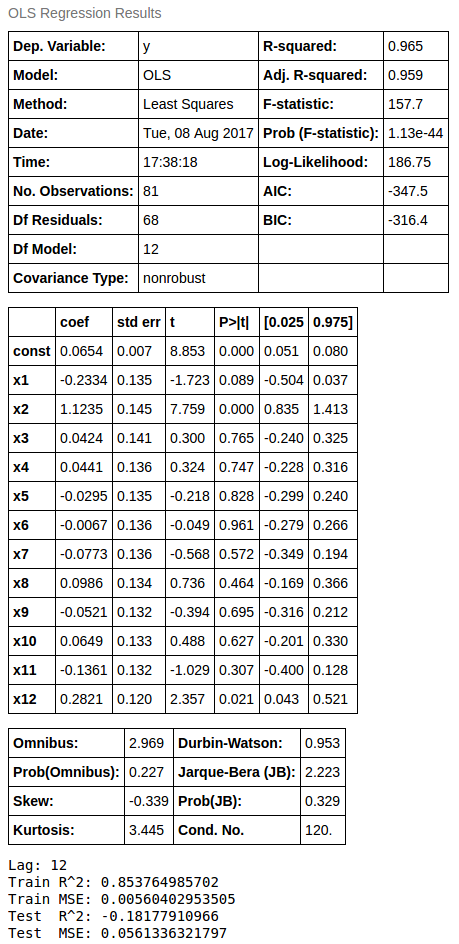 OLS Regression Results
Dep. Variable: y R-squared: 0.965
Model: OLS Adj. R-squared: 0.959
Method: Least Squares F-statistic: 157.7
Date: Tue, 08 Aug 2017 Prob (F-statistic): 1.13e-44
Time: 17:38:18 Log-Likelihood: 186.75
No. Observations: 81 AIC: -347.5
Df Residuals: 68 BIC: -316.4
Df Model: 12
Covariance Type: nonrobust
coef std err t P>|t| [0.025 0.975]
const 0.0654 0.007 8.853 0.000 0.051 0.080
x1 -0.2334 0.135 -1.723 0.089 -0.504 0.037
x2 1.1235 0.145 7.759 0.000 0.835 1.413
x3 0.0424 0.141 0.300 0.765 -0.240 0.325
x4 0.0441 0.136 0.324 0.747 -0.228 0.316
x5 -0.0295 0.135 -0.218 0.828 -0.299 0.240
x6 -0.0067 0.136 -0.049 0.961 -0.279 0.266
x7 -0.0773 0.136 -0.568 0.572 -0.349 0.194
x8 0.0986 0.134 0.736 0.464 -0.169 0.366
x9 -0.0521 0.132 -0.394 0.695 -0.316 0.212
x10 0.0649 0.133 0.488 0.627 -0.201 0.330
x11 -0.1361 0.132 -1.029 0.307 -0.400 0.128
x12 0.2821 0.120 2.357 0.021 0.043 0.521
Omnibus: 2.969 Durbin-Watson: 0.953
Prob(Omnibus): 0.227 Jarque-Bera (JB): 2.223
Skew: -0.339 Prob(JB): 0.329
Kurtosis: 3.445 Cond. No. 120.
Lag: 12
Train R^2: 0.853764985702
Train MSE: 0.00560402953505
Test  R^2: -0.18177910966
Test  MSE: 0.0561336321797